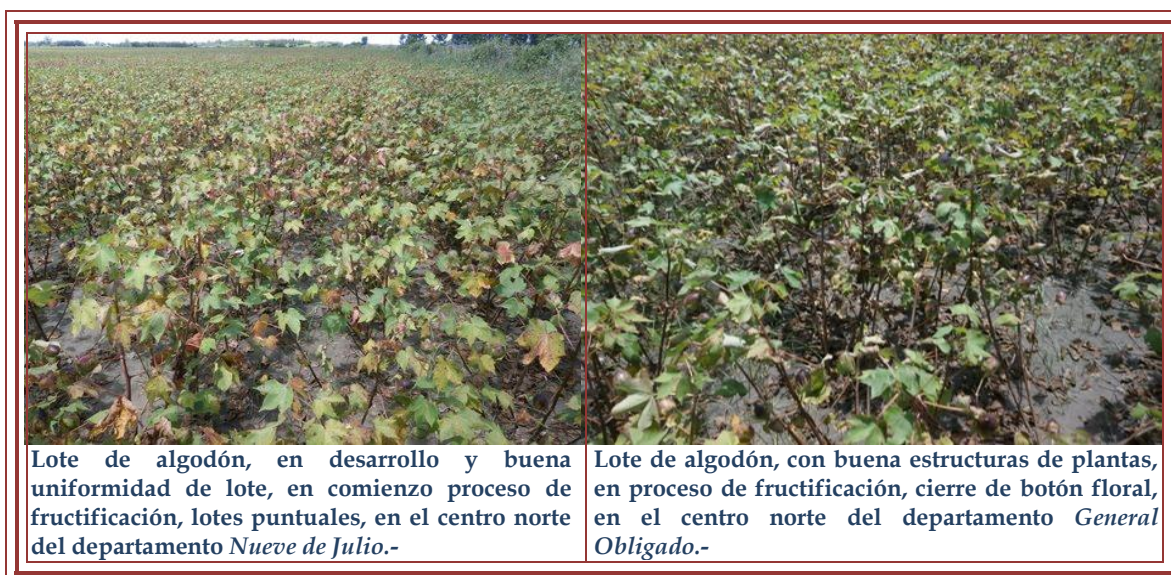 Lote de algodón, en desarrollo y buena
uniformidad de lote, en comienzo proceso de
fructificación, lotes puntuales, en el centro norte
del departamento Nueve de Julio.-
Lote de algodón, con buena estructuras de plantas,
en proceso de fructificación, cierre de botón floral,
en el centro norte del departamento General
Obligado.-